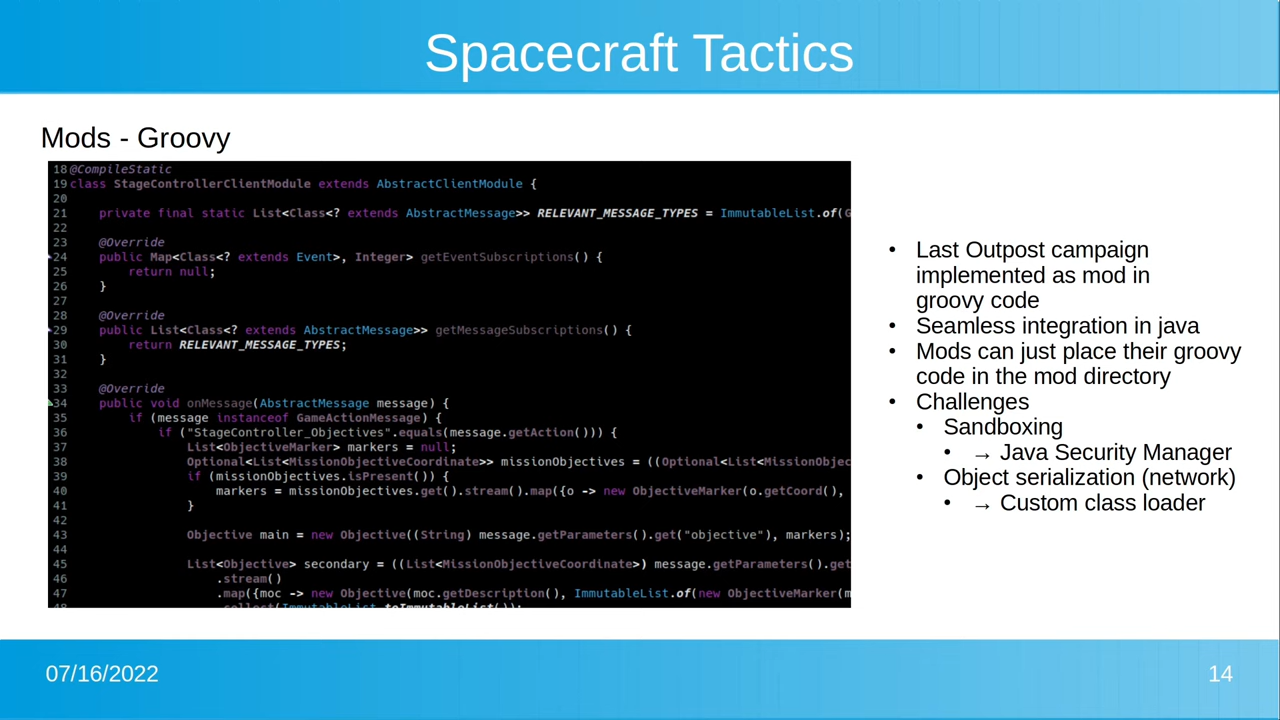 Spacecraft Tactics
Mods - Groovy
18 @CompileStatic
19 class StageControllerClientModule extends AbstractClientModule {
20
21     private final static List<Class<? extends AbstractMessage>> RELEVANT_MESSAGE_TYPES = ImmutableList.of(G
22
23     @Override
24     public Map<Class<? extends Event>, Integer> getEventSubscriptions() {
25         return null;
26     }
27
28     @Override
29     public List<Class<? extends AbstractMessage>> getMessageSubscriptions() {
30         return RELEVANT_MESSAGE_TYPES;
31     }
32
33     @Override
34     public void onMessage(AbstractMessage message) {
35         if (message instanceof GameActionMessage) {
36             if ("StageController_Objectives".equals(message.getAction())) {
37                 List<ObjectiveMarker> markers = null;
38                 Optional<List<MissionObjectiveCoordinate>> missionObjectives = ((Optional<List<MissionObjec
39                 if (missionObjectives.isPresent()) {
40                     markers = missionObjectives.get().stream().map({o -> new ObjectiveMarker(o.getCoord(),
41                 }
42
43                 Objective main = new Objective((String) message.getParameters().get("objective"), markers);
44
45                 List<Objective> secondary = ((List<MissionObjectiveCoordinate>) message.getParameters().get
46                     .stream()
47                     .map({moc -> new Objective(moc.getDescription(), ImmutableList.of(new ObjectiveMarker(m
48                     .collect(ImmutableList.toImmutableList());
• Last Outpost campaign
implemented as mod in
groovy code
• Seamless integration in java
• Mods can just place their groovy
code in the mod directory
• Challenges
• Sandboxing
• → Java Security Manager
• Object serialization (network)
• → Custom class loader
07/16/2022
14